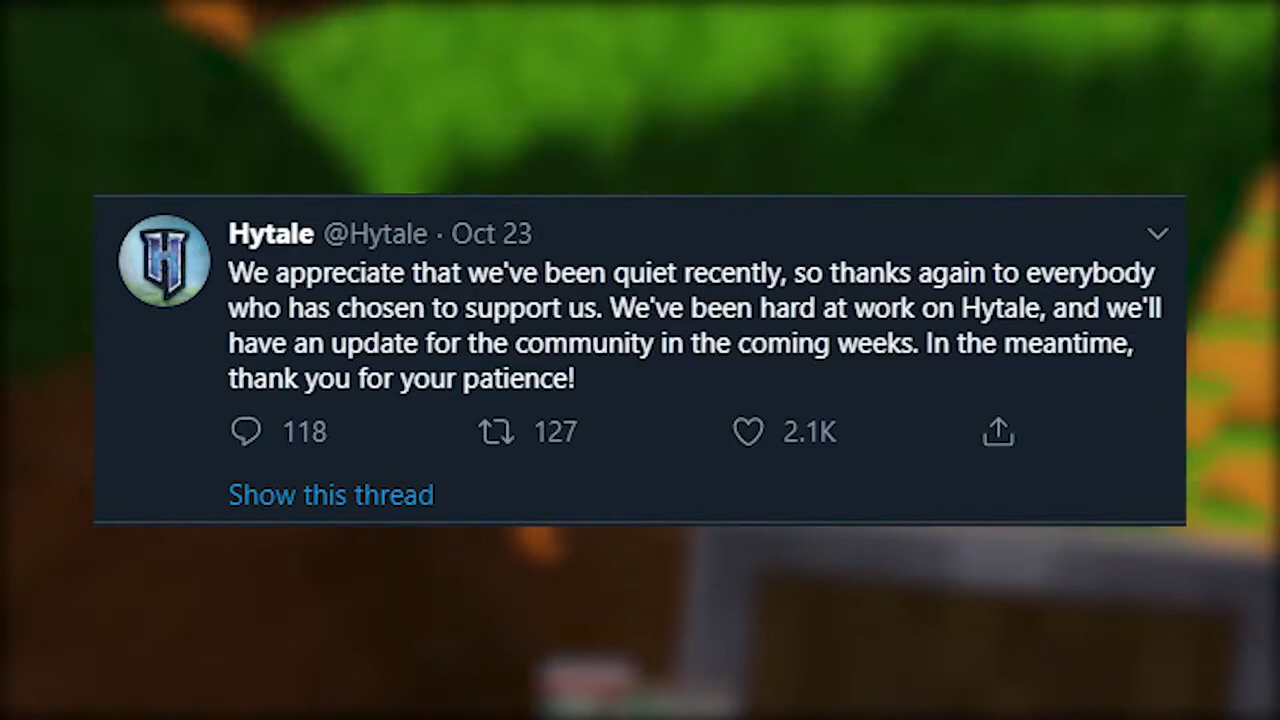 Hytale @Hytale · Oct 23
We appreciate that we've been quiet recently, so thanks again to everybody
who has chosen to support us. We've been hard at work on Hytale, and we'll
have an update for the community in the coming weeks. In the meantime,
thank you for your patience!
118 127 2.1K
Show this thread